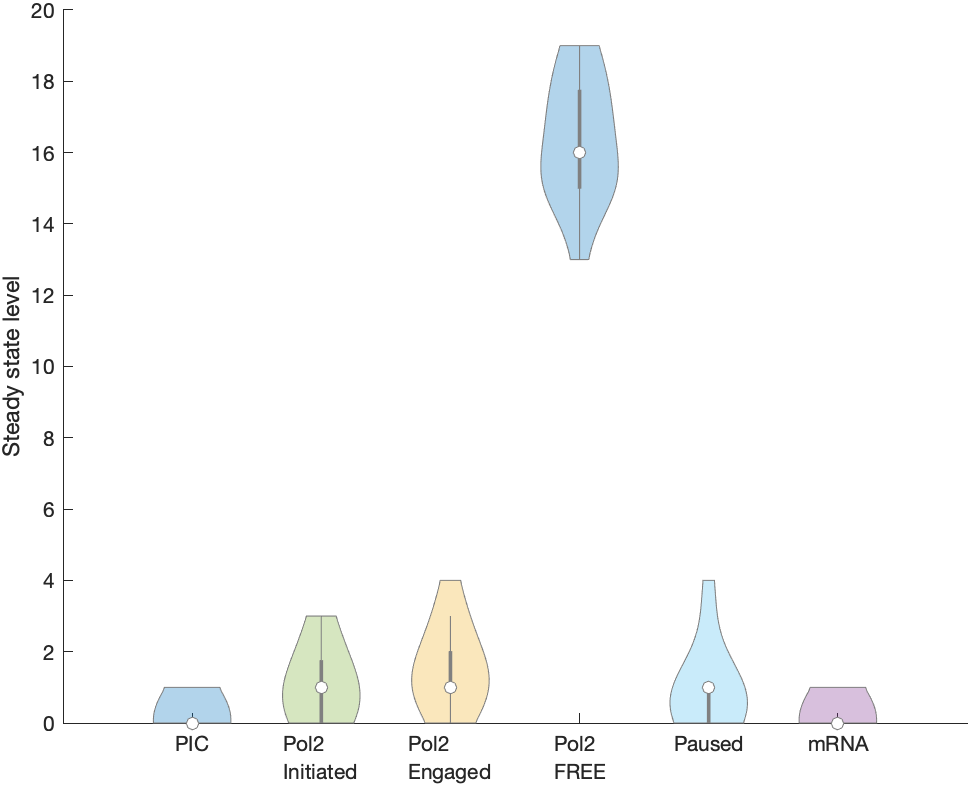 20
18
16
14
12
10
8
6
4
2
0
Steady state level
PIC
Pol2
Initiated
Pol2
Engaged
Pol2
FREE
Paused
mRNA